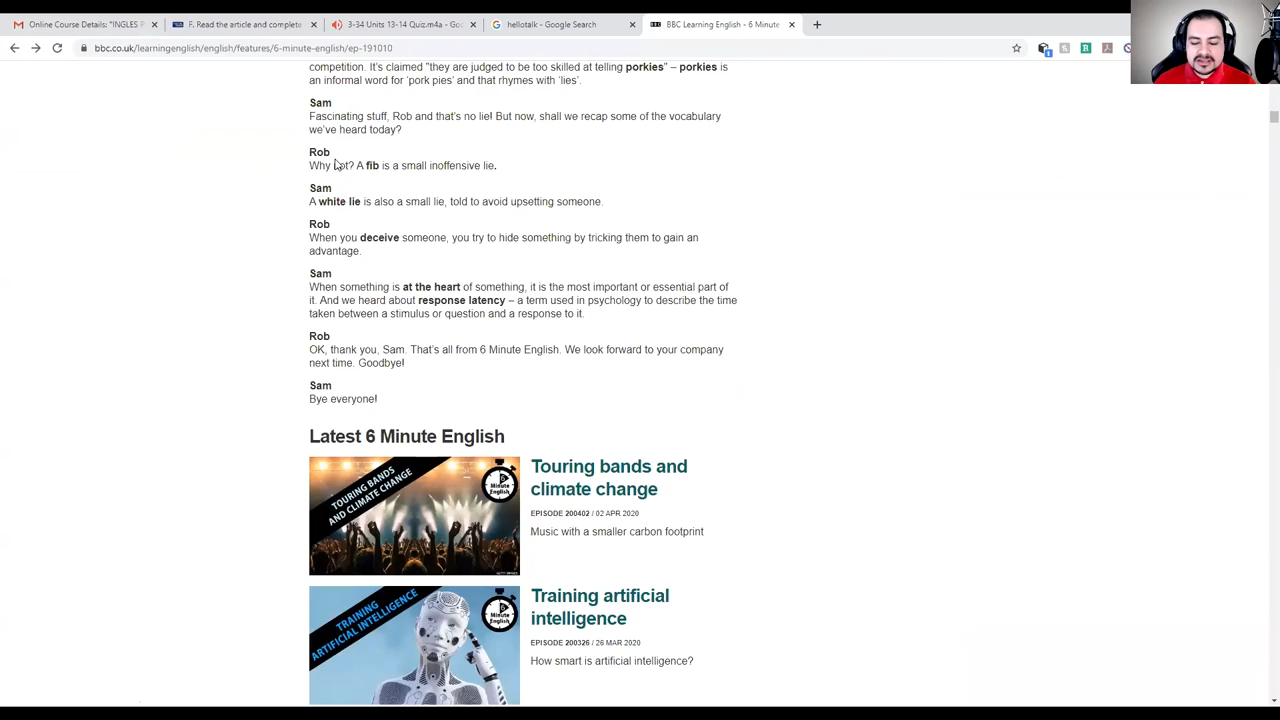 Online Course Details: "INGLES P
F. Read the article and complete
3-34 Units 13-14 Quiz.m4a - Goo
hellotalk - Google Search
BBC Learning English - 6 Minute
bbc.co.uk/learningenglish/english/features/6-minute-english/ep-191010
competition. It's claimed "they are judged to be too skilled at telling porkies" – porkies is
an informal word for 'pork pies' and that rhymes with 'lies'.
Sam
Fascinating stuff, Rob and that's no lie! But now, shall we recap some of the vocabulary
we've heard today?
Rob
Why not? A fib is a small inoffensive lie.
Sam
A white lie is also a small lie, told to avoid upsetting someone.
Rob
When you deceive someone, you try to hide something by tricking them to gain an
advantage.
Sam
When something is at the heart of something, it is the most important or essential part of
it. And we heard about response latency – a term used in psychology to describe the time
taken between a stimulus or question and a response to it.
Rob
OK, thank you, Sam. That's all from 6 Minute English. We look forward to your company
next time. Goodbye!
Sam
Bye everyone!
Latest 6 Minute English
TOURING BANDS
AND CLIMATE CHANGE
6
Minute
English
Touring bands and
climate change
EPISODE 200402 / 02 APR 2020
Music with a smaller carbon footprint
TRAINING
ARTIFICIAL INTELLIGENCE
6
Minute
English
Training artificial
intelligence
EPISODE 200326 / 26 MAR 2020
How smart is artificial intelligence?